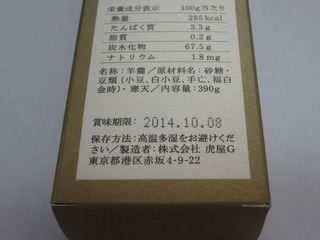 栄養成分表示 100g当たり
熱量 285kcal
たんぱく質 3.3g
脂質 0.2g
炭水化物 67.5g
ナトリウム 1.8mg
名称:羊羹/原材料名:砂糖・
豆類(小豆、白小豆、手亡、福白
金時)・寒天/内容量:390g
賞味期限: 2014.10.08
保存方法:高温多湿をお避けくだ
さい/製造者:株式会社 虎屋G
東京都港区赤坂4-9-22